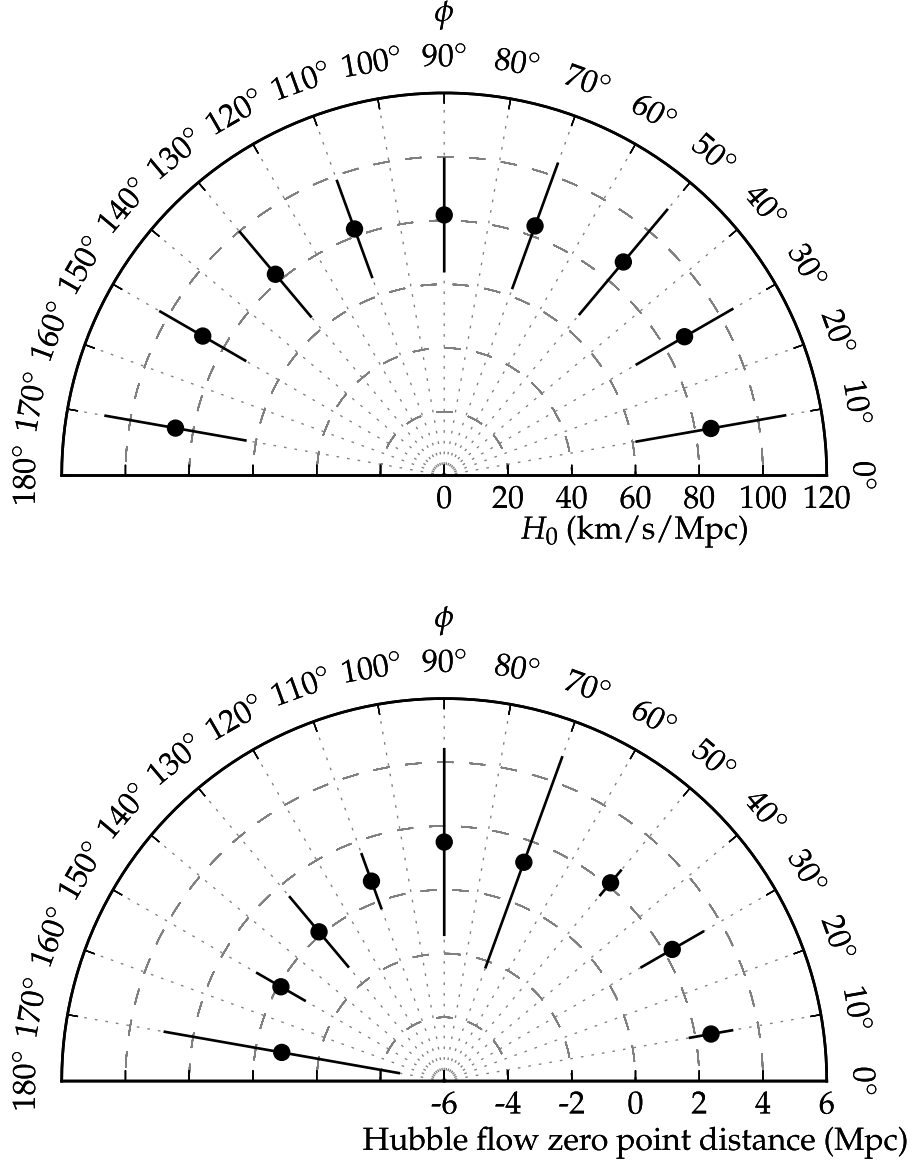 ϕ
180° 170° 160° 150° 140° 130° 120° 110° 100° 90° 80° 70° 60° 50° 40° 30° 20° 10° 0°
0 20 40 60 80 100 120
H₀ (km/s/Mpc)
ϕ
180° 170° 160° 150° 140° 130° 120° 110° 100° 90° 80° 70° 60° 50° 40° 30° 20° 10° 0°
-6 -4 -2 0 2 4 6
Hubble flow zero point distance (Mpc)